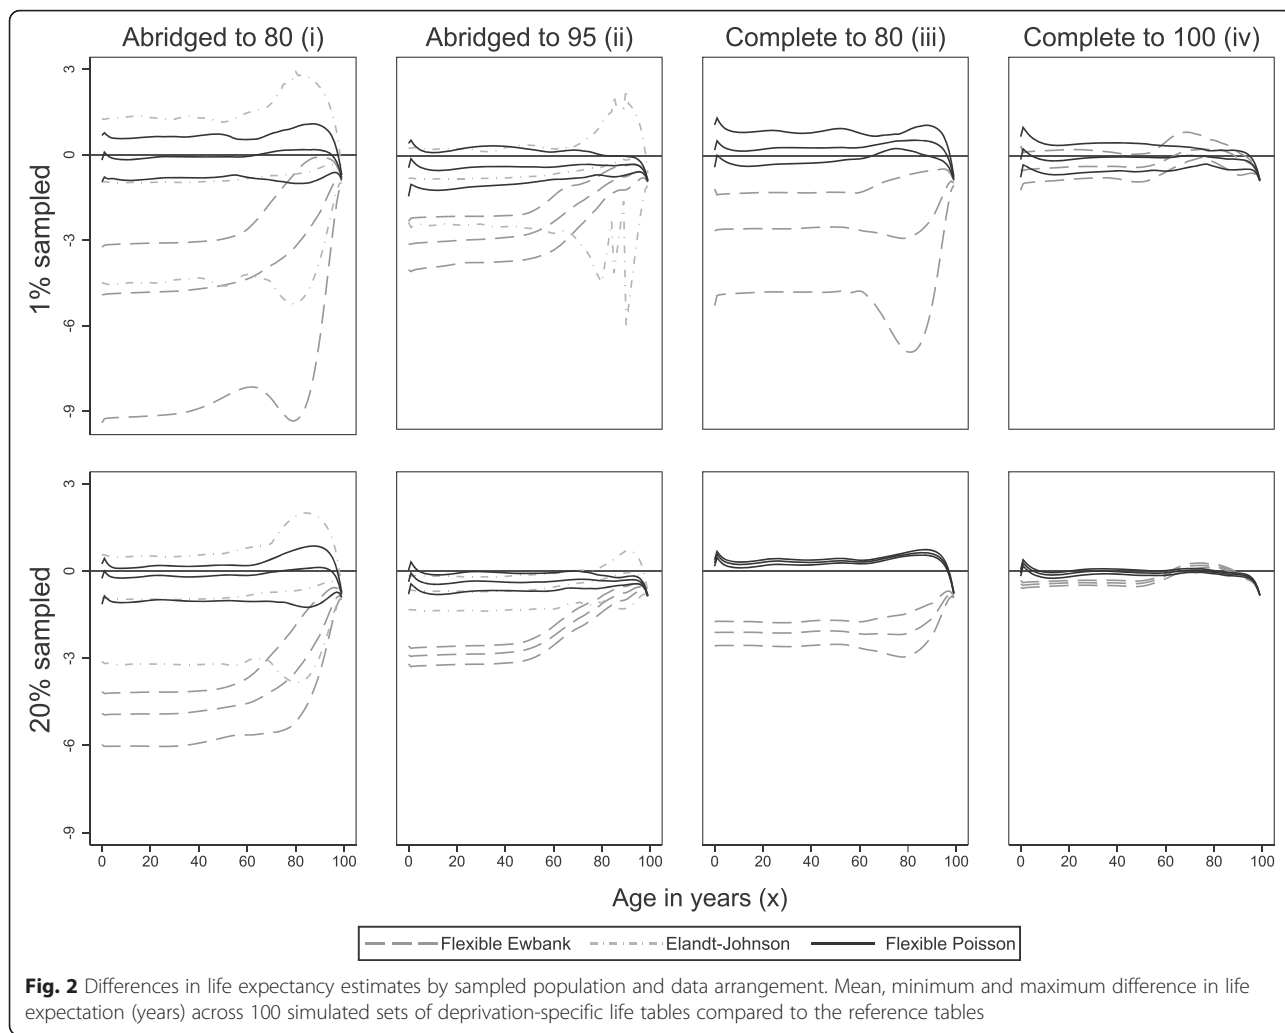 Abridged to 80 (i)
Abridged to 95 (ii)
Complete to 80 (iii)
Complete to 100 (iv)
1% sampled
3
0
-3
-6
-9
20% sampled
3
0
-3
-6
-9
0 20 40 60 80 100
0 20 40 60 80 100
0 20 40 60 80 100
0 20 40 60 80 100
Age in years (x)
Flexible Ewbank
Elandt-Johnson
Flexible Poisson
Fig. 2 Differences in life expectancy estimates by sampled population and data arrangement. Mean, minimum and maximum difference in life
expectation (years) across 100 simulated sets of deprivation-specific life tables compared to the reference tables